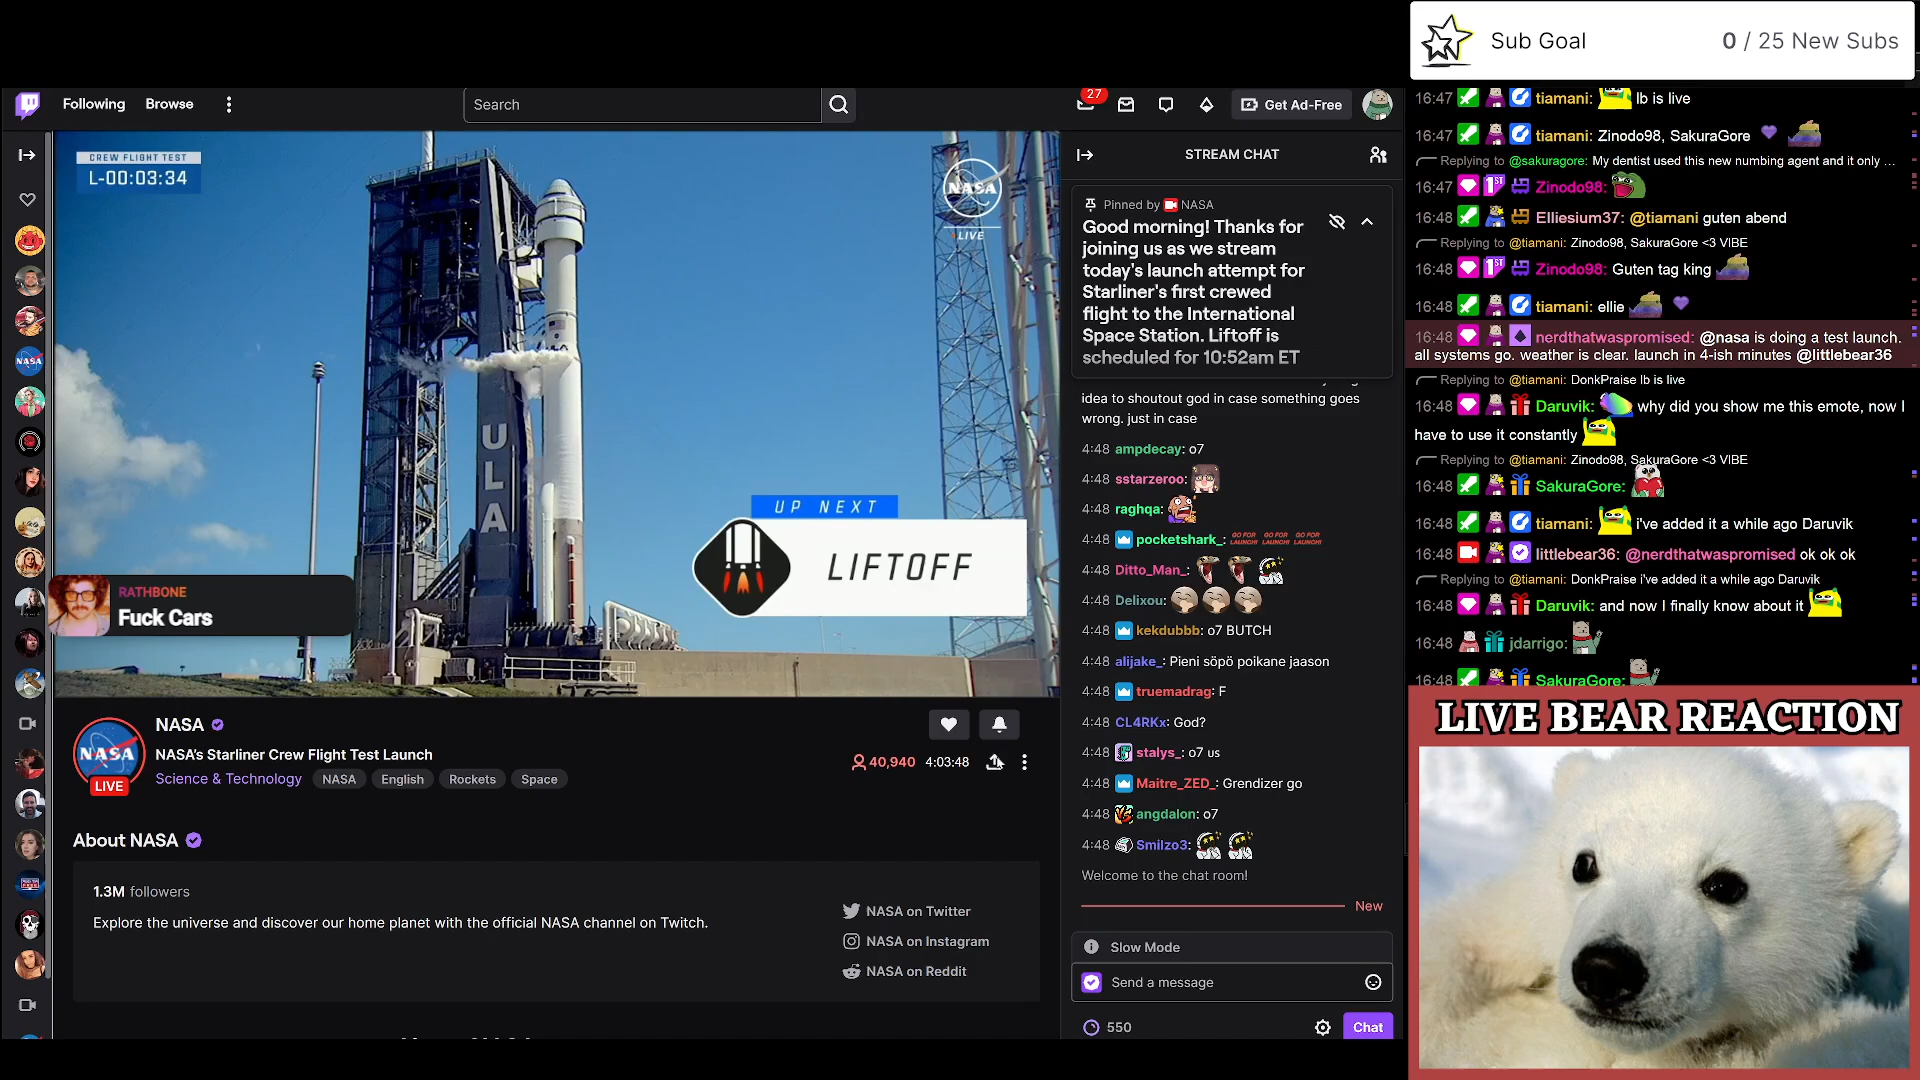 Sub Goal
0 / 25 New Subs
Following
Browse
Search
27
Get Ad-Free
CREW FLIGHT TEST
L-00:03:34
NASA
LIVE
ULA
UP NEXT
LIFTOFF
RATHBONE
Fuck Cars
NASA
LIVE
NASA
NASA's Starliner Crew Flight Test Launch
Science & Technology
NASA
English
Rockets
Space
40,940
4:03:48
About NASA
1.3M followers
Explore the universe and discover our home planet with the official NASA channel on Twitch.
NASA on Twitter
NASA on Instagram
NASA on Reddit
STREAM CHAT
Pinned by NASA
Good morning! Thanks for
joining us as we stream
today's launch attempt for
Starliner's first crewed
flight to the International
Space Station. Liftoff is
scheduled for 10:52am ET
idea to shoutout god in case something goes
wrong. just in case
4:48 ampdecay: o7
4:48 sstarzeroo:
4:48 raghqa:
4:48 pocketshark_: GO FOR LAUNCH! GO FOR LAUNCH! GO FOR LAUNCH!
4:48 Ditto_Man_:
4:48 Delixou:
4:48 kekdubbb: o7 BUTCH
4:48 alijake_: Pieni söpö poikane jaason
4:48 truemadrag: F
4:48 CL4RKx: God?
4:48 stalys_: o7 us
4:48 Maitre_ZED_: Grendizer go
4:48 angdalon: o7
4:48 Smilzo3:
Welcome to the chat room!
New
Slow Mode
Send a message
550
Chat
16:47 tiamani: lb is live
16:47 tiamani: Zinodo98, SakuraGore
Replying to @sakuragore: My dentist used this new numbing agent and it only ...
16:47 Zinodo98:
16:48 Elliesium37: @tiamani guten abend
Replying to @tiamani: Zinodo98, SakuraGore <3 VIBE
16:48 Zinodo98: Guten tag king
16:48 tiamani: ellie
16:48 nerdthatwaspromised: @nasa is doing a test launch.
all systems go. weather is clear. launch in 4-ish minutes @littlebear36
Replying to @tiamani: DonkPraise lb is live
16:48 Daruvik: why did you show me this emote, now I
have to use it constantly
Replying to @tiamani: Zinodo98, SakuraGore <3 VIBE
16:48 SakuraGore:
16:48 tiamani: i've added it a while ago Daruvik
16:48 littlebear36: @nerdthatwaspromised ok ok ok
Replying to @tiamani: DonkPraise i've added it a while ago Daruvik
16:48 Daruvik: and now I finally know about it
16:48 jdarrigo:
16:48 SakuraGore:
LIVE BEAR REACTION